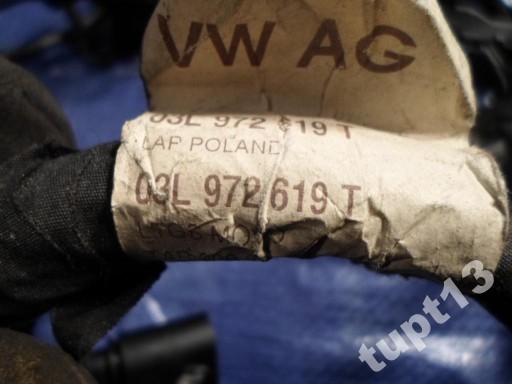 VW AG
03L 972 619 T
LAP POLAND
03L 972 619 T
tupt13